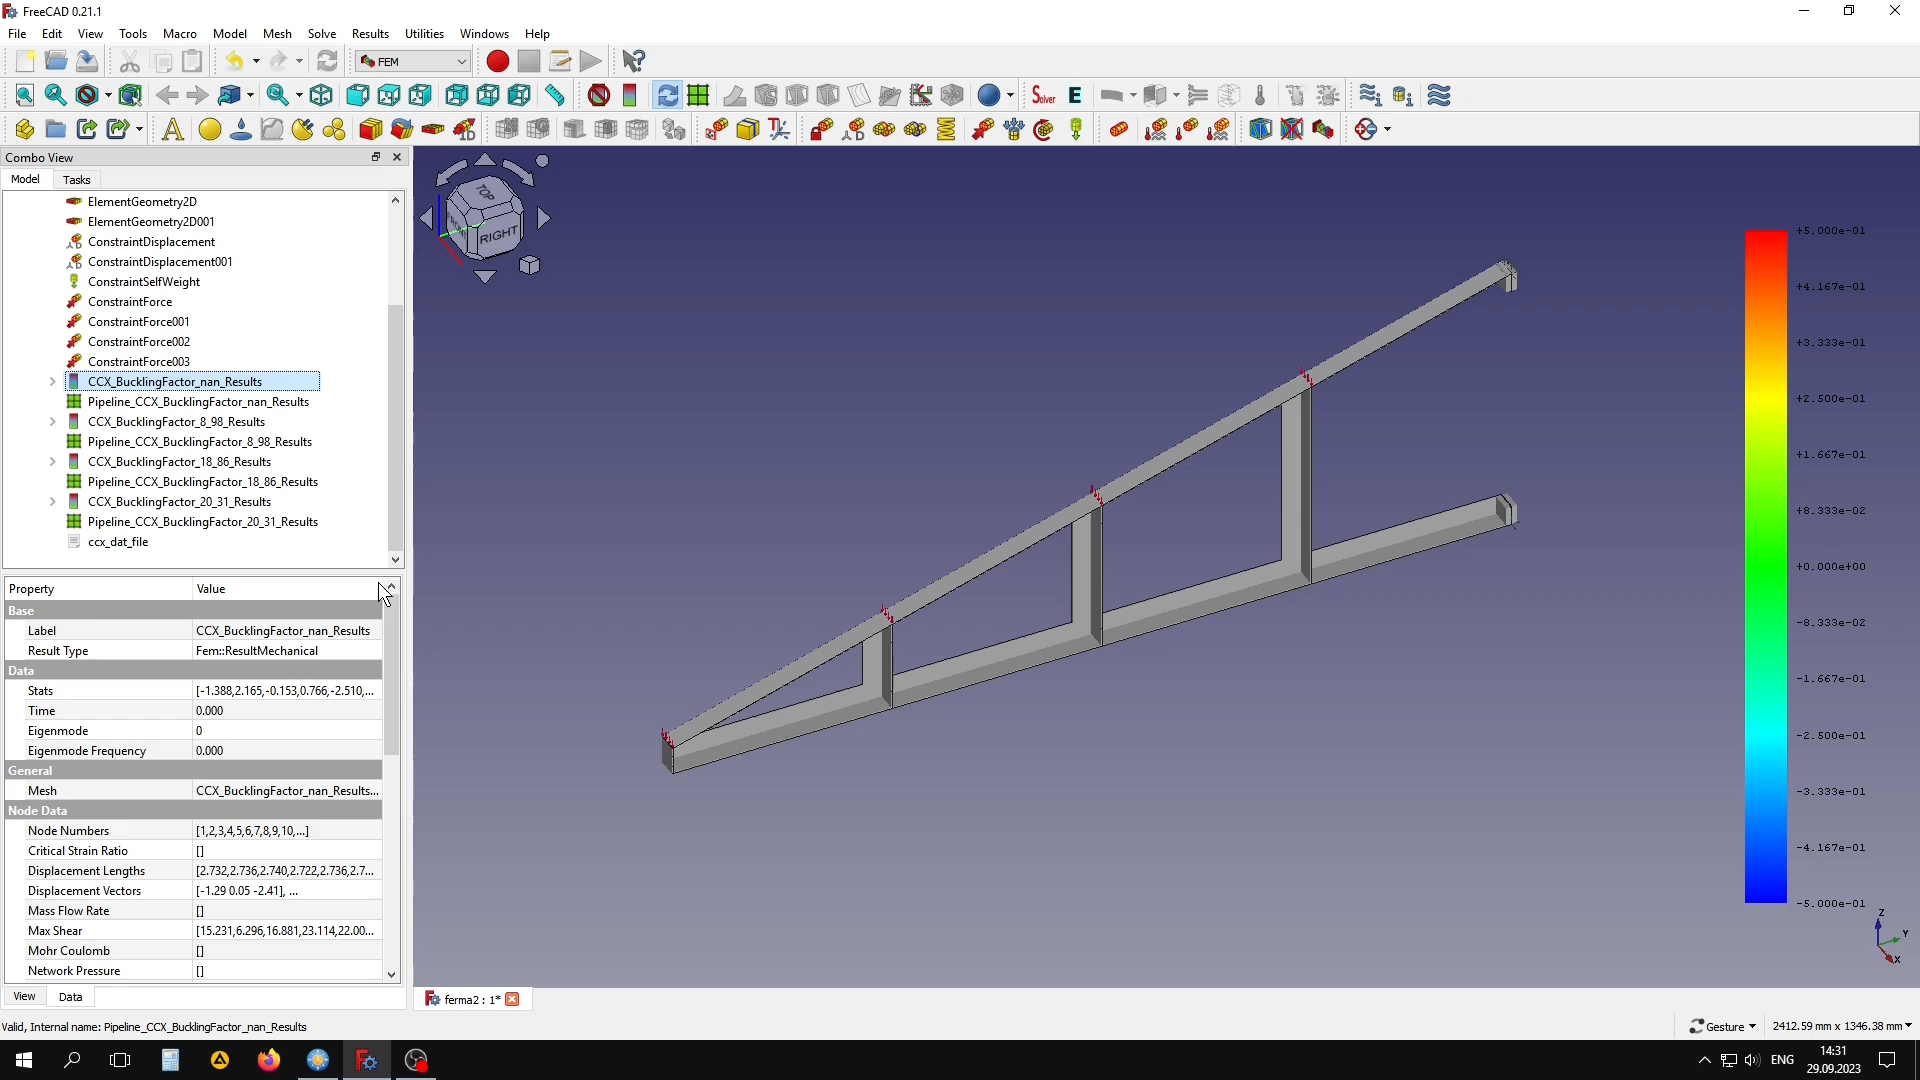 FreeCAD 0.21.1
File Edit View Tools Macro Model Mesh Solve Results Utilities Windows Help
FEM
Solver E
A 1D
Combo View
Model Tasks
ElementGeometry2D
ElementGeometry2D001
ConstraintDisplacement
ConstraintDisplacement001
ConstraintSelfWeight
ConstraintForce
ConstraintForce001
ConstraintForce002
ConstraintForce003
CCX_BucklingFactor_nan_Results
Pipeline_CCX_BucklingFactor_nan_Results
CCX_BucklingFactor_8_98_Results
Pipeline_CCX_BucklingFactor_8_98_Results
CCX_BucklingFactor_18_86_Results
Pipeline_CCX_BucklingFactor_18_86_Results
CCX_BucklingFactor_20_31_Results
Pipeline_CCX_BucklingFactor_20_31_Results
ccx_dat_file
Property Value
Base
Label CCX_BucklingFactor_nan_Results
Result Type Fem::ResultMechanical
Data
Stats [-1.388,2.165,-0.153,0.766,-2.510,...
Time 0.000
Eigenmode 0
Eigenmode Frequency 0.000
General
Mesh CCX_BucklingFactor_nan_Results...
Node Data
Node Numbers [1,2,3,4,5,6,7,8,9,10,...]
Critical Strain Ratio []
Displacement Lengths [2.732,2.736,2.740,2.722,2.736,2.7...
Displacement Vectors [-1.29 0.05 -2.41], ...
Mass Flow Rate []
Max Shear [15.231,6.296,16.881,23.114,22.00...
Mohr Coulomb []
Network Pressure []
View Data
TOP
FRONT
RIGHT
+5.000e-01
+4.167e-01
+3.333e-01
+2.500e-01
+1.667e-01
+8.333e-02
+0.000e+00
-8.333e-02
-1.667e-01
-2.500e-01
-3.333e-01
-4.167e-01
-5.000e-01
Z
Y
X
ferma2 : 1*
Valid, Internal name: Pipeline_CCX_BucklingFactor_nan_Results
Gesture 2412.59 mm x 1346.38 mm
ENG
14:31
29.09.2023